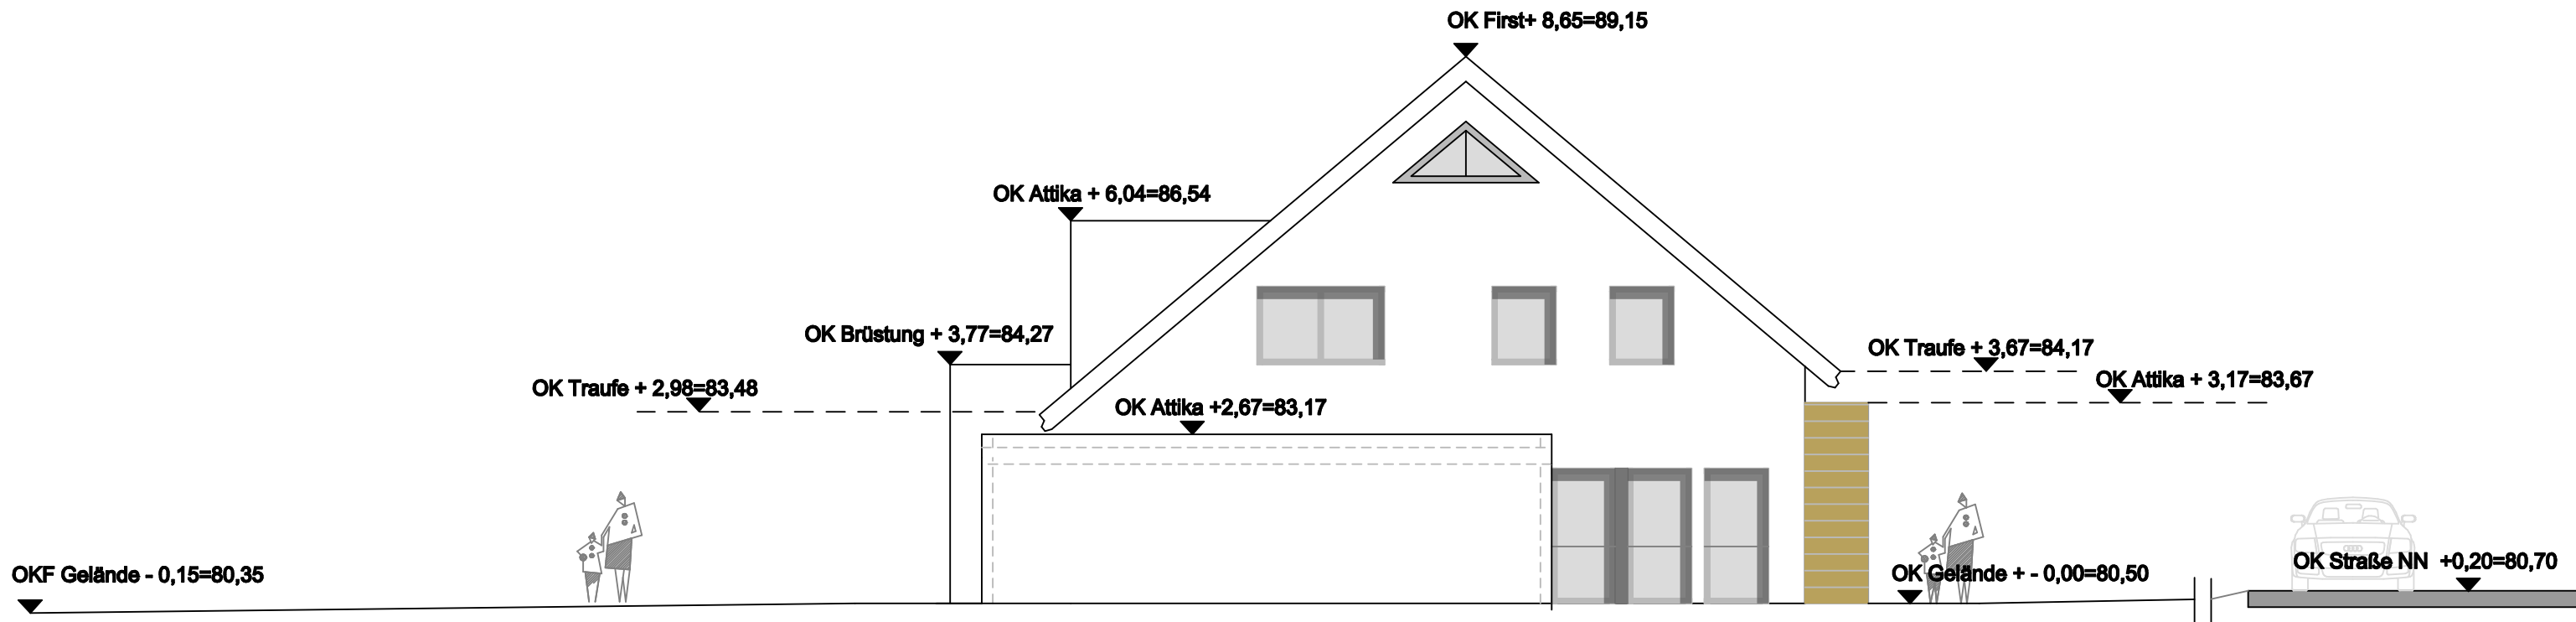 OK First+ 8,65=89,15
OK Attika + 6,04=86,54
OK Brüstung + 3,77=84,27
OK Traufe + 3,67=84,17
OK Traufe + 2,98=83,48
OK Attika + 3,17=83,67
OK Attika +2,67=83,17
OKF Gelände - 0,15=80,35
OK Gelände + - 0,00=80,50
OK Straße NN +0,20=80,70